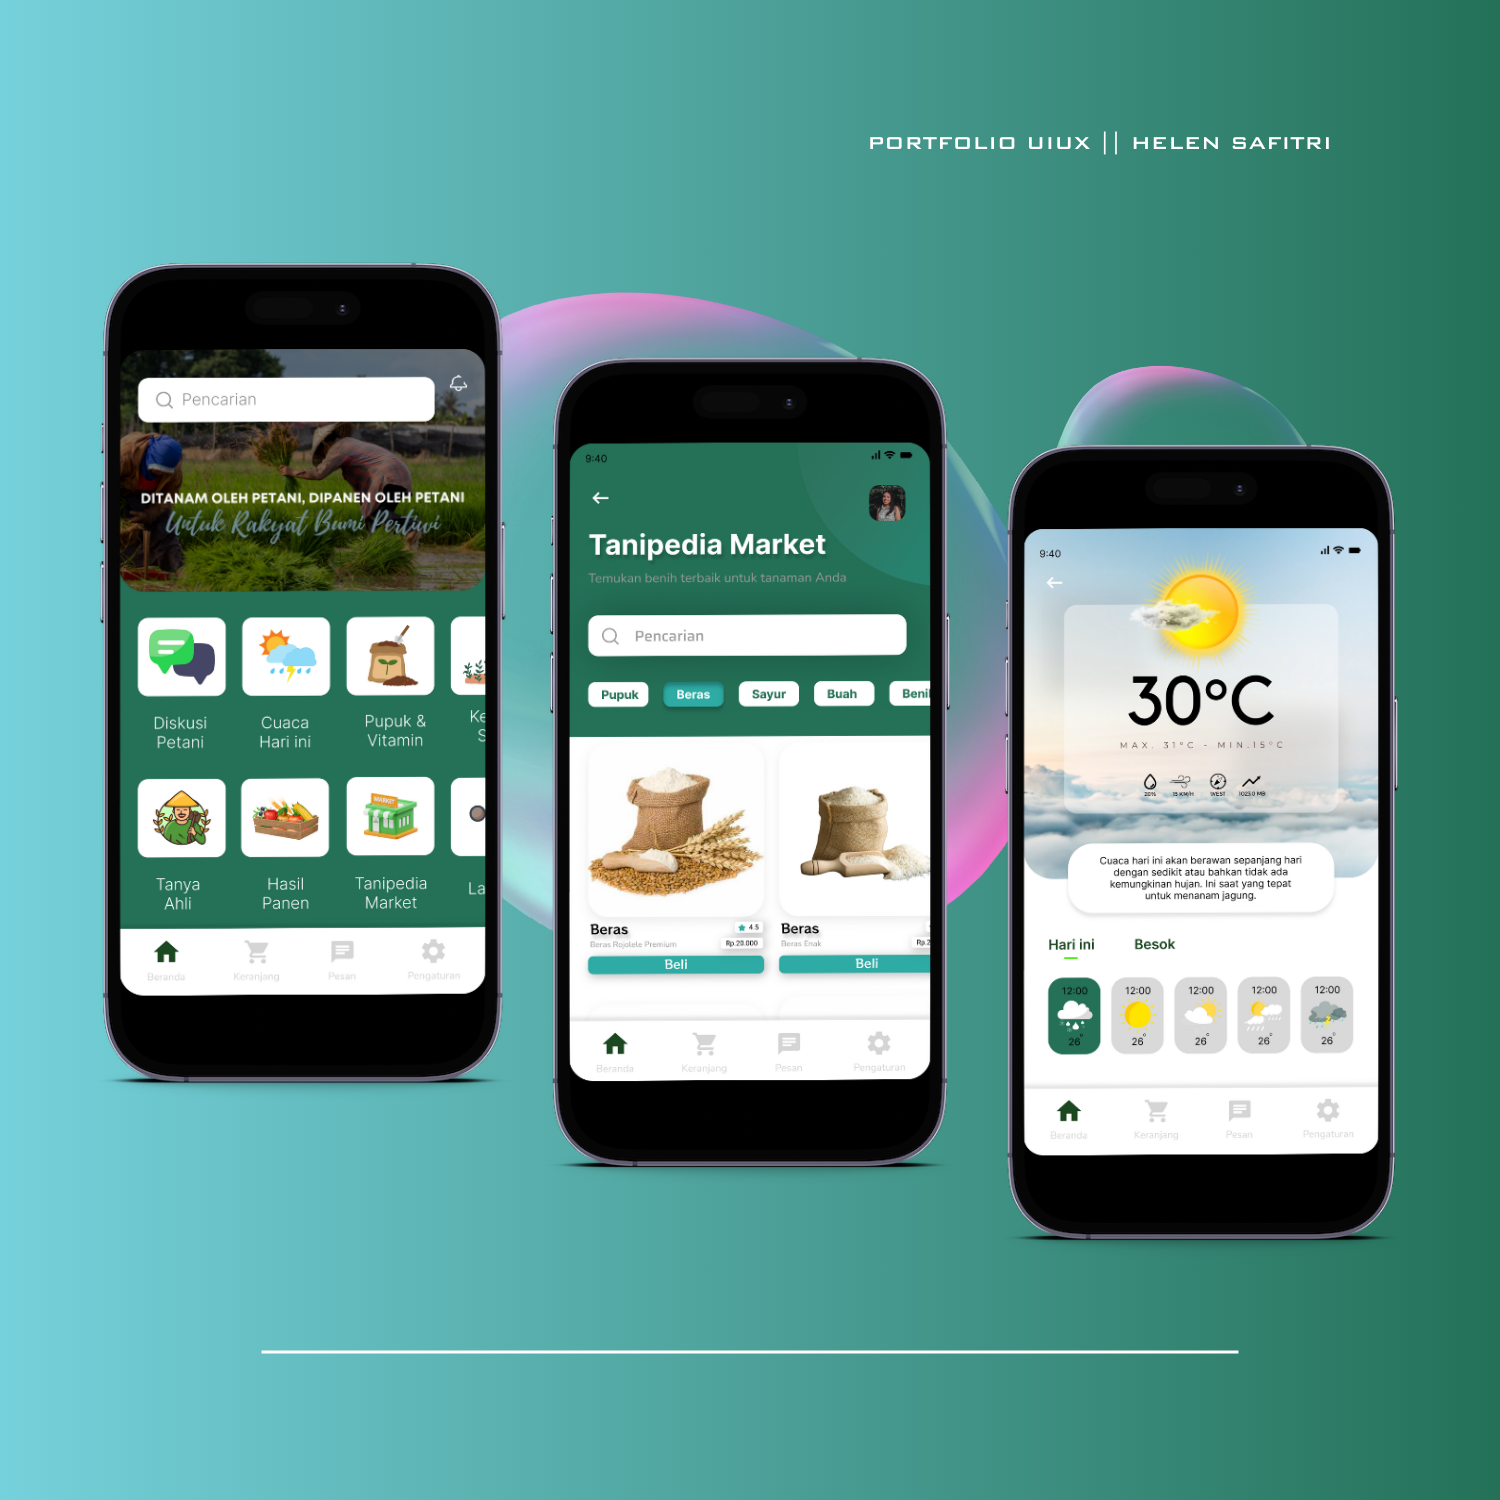 PORTFOLIO UIUX || HELEN SAFITRI
Pencarian
DITANAM OLEH PETANI, DIPANEN OLEH PETANI
Untuk Rakyat Bumi Pertiwi
Diskusi
Petani
Cuaca
Hari ini
Pupuk &
Vitamin
Ke
S
Tanya
Ahli
Hasil
Panen
MARKET
Tanipedia
Market
La
Beranda
Keranjang
Pesan
Pengaturan
9:40
Tanipedia Market
Temukan benih terbaik untuk tanaman Anda
Pencarian
Pupuk
Beras
Sayur
Buah
Beni
Beras
4.5
Beras Rojolete Premium
Rp.20.000
Beli
Beras
Beras Enak
Rp.2
Beli
Beranda
Keranjang
Pesan
Pengaturan
9:40
30°C
MAX. 31°C - MIN.15°C
20%
15 KM/H
WEST
1023.0 MB
Cuaca hari ini akan berawan sepanjang hari
dengan sedikit atau bahkan tidak ada
kemungkinan hujan. Ini saat yang tepat
untuk menanam jagung.
Hari ini
Besok
12:00
26°
12:00
26°
12:00
26°
12:00
26°
12:00
26°
Beranda
Keranjang
Pesan
Pengaturan